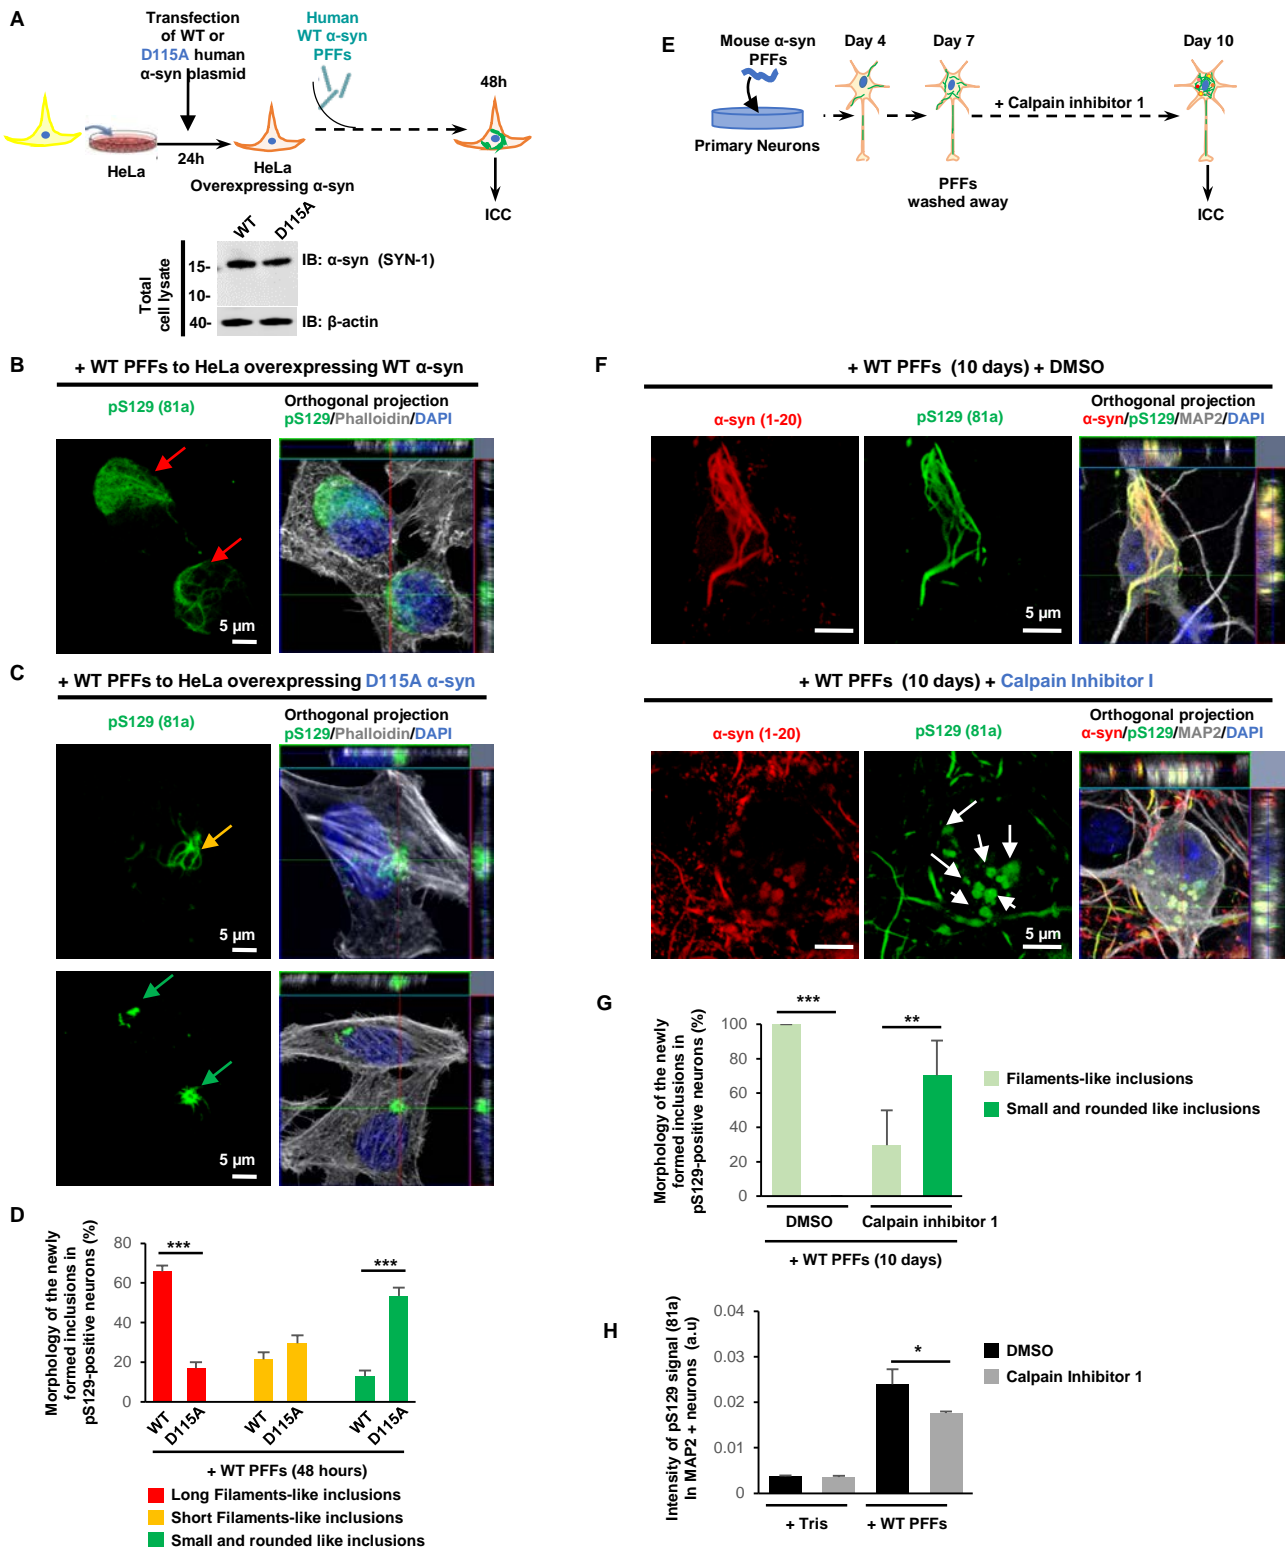 A
Transfection
of WT or
D115A human
α-syn plasmid
Human
WT α-syn
PFFs
48h
HeLa
24h
HeLa
Overexpressing α-syn
ICC
WT
D115A
Total
cell lysate
15-
10-
40-
IB: α-syn (SYN-1)
IB: β-actin
E
Mouse α-syn
PFFs
Day 4
Day 7
Day 10
+ Calpain inhibitor 1
Primary Neurons
PFFs
washed away
ICC
B
+ WT PFFs to HeLa overexpressing WT α-syn
pS129 (81a)
Orthogonal projection
pS129/Phalloidin/DAPI
5 µm
C
+ WT PFFs to HeLa overexpressing D115A α-syn
pS129 (81a)
Orthogonal projection
pS129/Phalloidin/DAPI
5 µm
5 µm
D
Morphology of the newly
formed inclusions in
pS129-positive neurons (%)
80
60
40
20
0
***
***
WT
D115A
WT
D115A
WT
D115A
+ WT PFFs (48 hours)
Long Filaments-like inclusions
Short Filaments-like inclusions
Small and rounded like inclusions
F
+ WT PFFs (10 days) + DMSO
α-syn (1-20)
pS129 (81a)
Orthogonal projection
α-syn/pS129/MAP2/DAPI
5 µm
+ WT PFFs (10 days) + Calpain Inhibitor I
α-syn (1-20)
pS129 (81a)
Orthogonal projection
α-syn/pS129/MAP2/DAPI
5 µm
G
Morphology of the newly
formed inclusions in
pS129-positive neurons (%)
100
80
60
40
20
0
***
**
DMSO
Calpain inhibitor 1
+ WT PFFs (10 days)
Filaments-like inclusions
Small and rounded like inclusions
H
Intensity of pS129 signal (81a)
In MAP2 + neurons (a.u)
0.04
0.03
0.02
0.01
0
*
+ Tris
+ WT PFFs
DMSO
Calpain Inhibitor 1